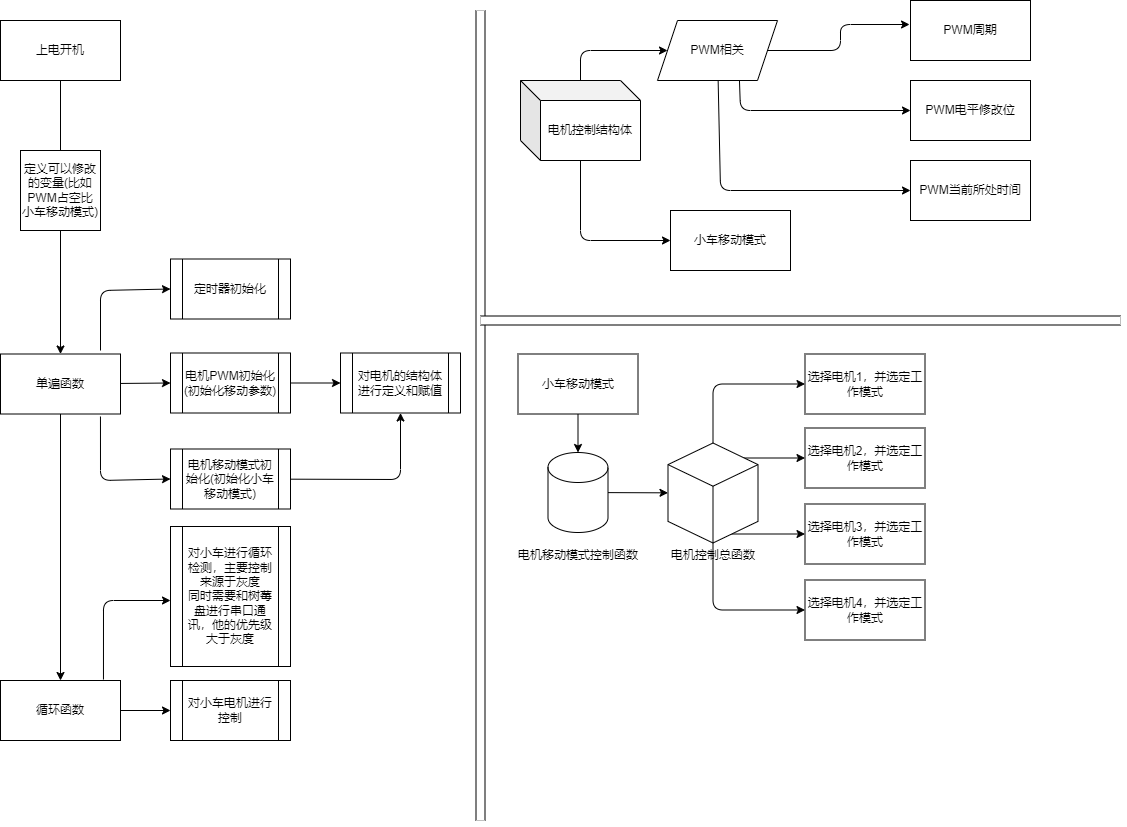 上电开机
定义可以修改
的变量(比如
PWM占空比
小车移动模式)
定时器初始化
单遍函数
电机PWM初始化
(初始化移动参数)
对电机的结构体
进行定义和赋值
电机移动模式初
始化(初始化小车
移动模式)
对小车进行循环
检测，主要控制
来源于灰度
同时需要和树莓
盘进行串口通
讯，他的优先级
大于灰度
循环函数
对小车电机进行
控制
PWM相关
PWM周期
电机控制结构体
PWM电平修改位
PWM当前所处时间
小车移动模式
小车移动模式
电机移动模式控制函数
电机控制总函数
选择电机1，并选定工
作模式
选择电机2，并选定工
作模式
选择电机3，并选定工
作模式
选择电机4，并选定工
作模式